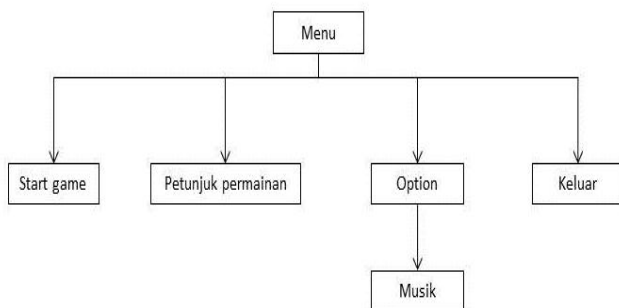 Menu
Start game
Petunjuk permainan
Option
Keluar
Musik